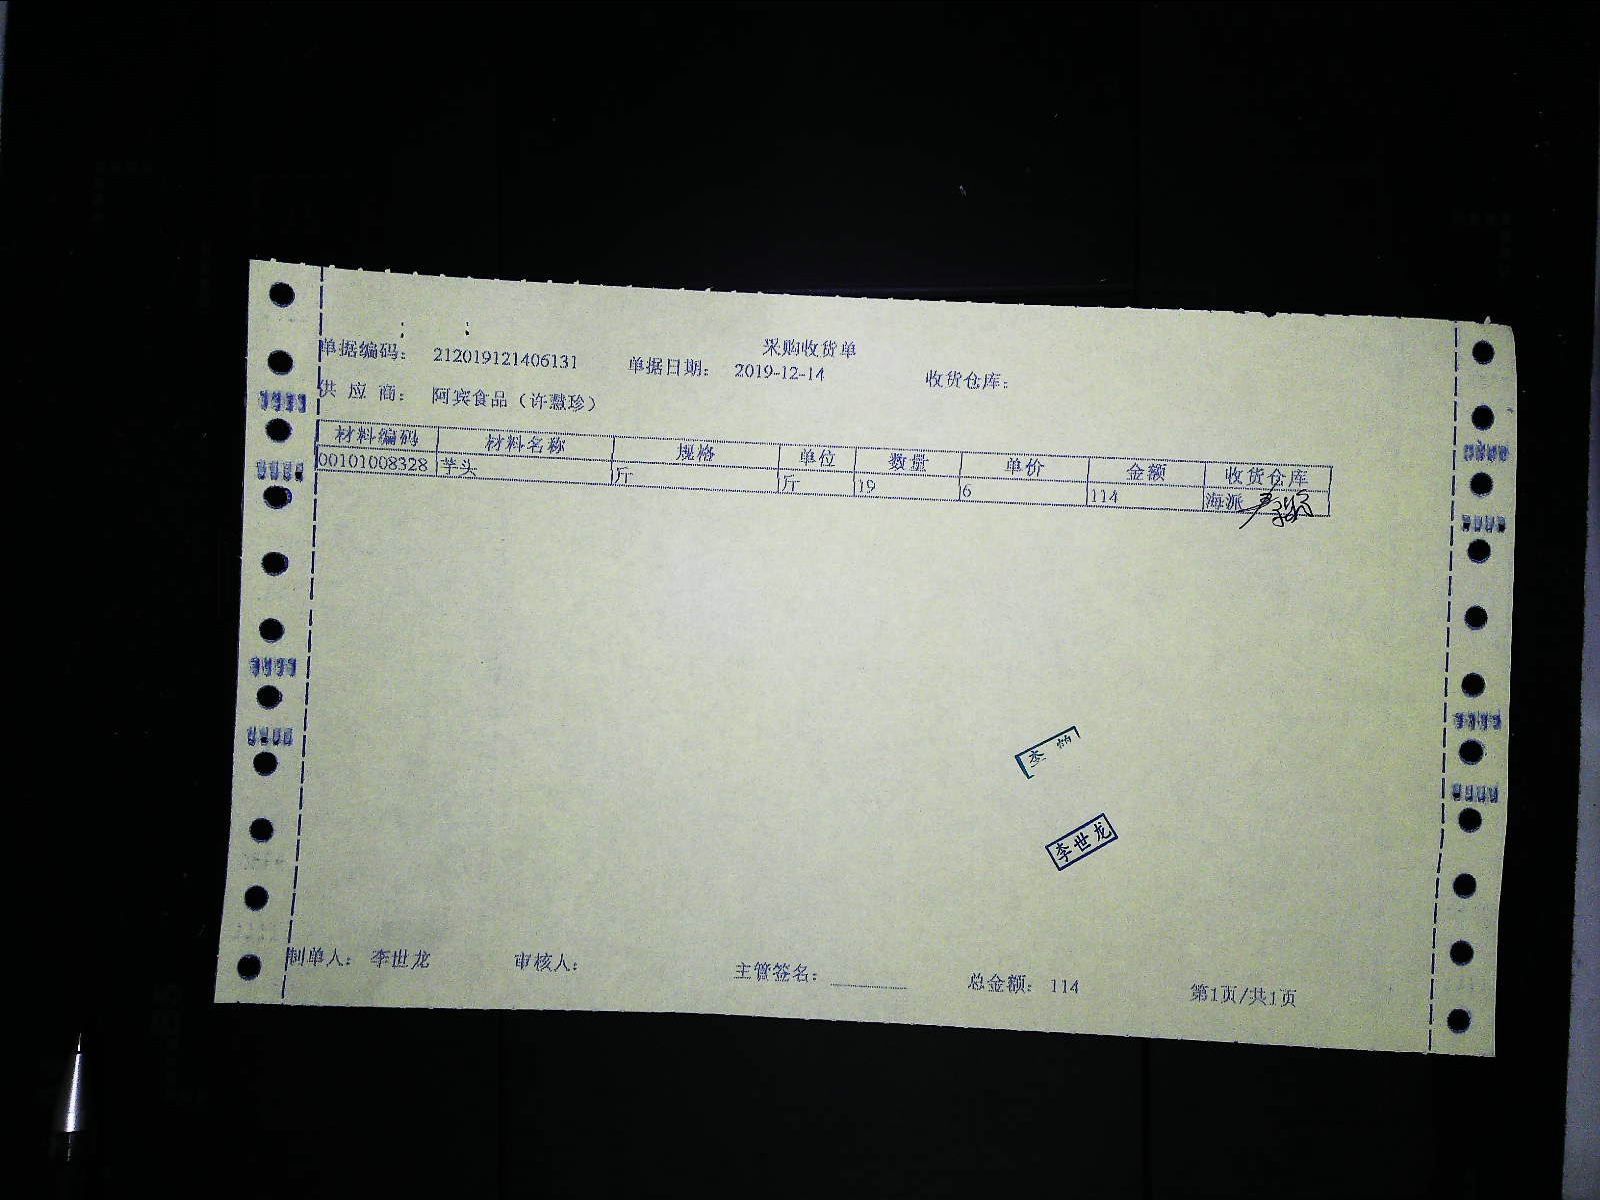 采购收货单
单据编码： 212019121406131 单据日期： 2019-12-14 收货仓库：
供 应 商： 阿宾食品（许慧珍）
材料编码 材料名称 规格 单位 数量 单价 金额 收货仓库
00101008328 芋头 斤 斤 19 6 114 海派
李
李世龙
制单人： 李世龙 审核人： 主管签名： 总金额： 114 第1页/共1页